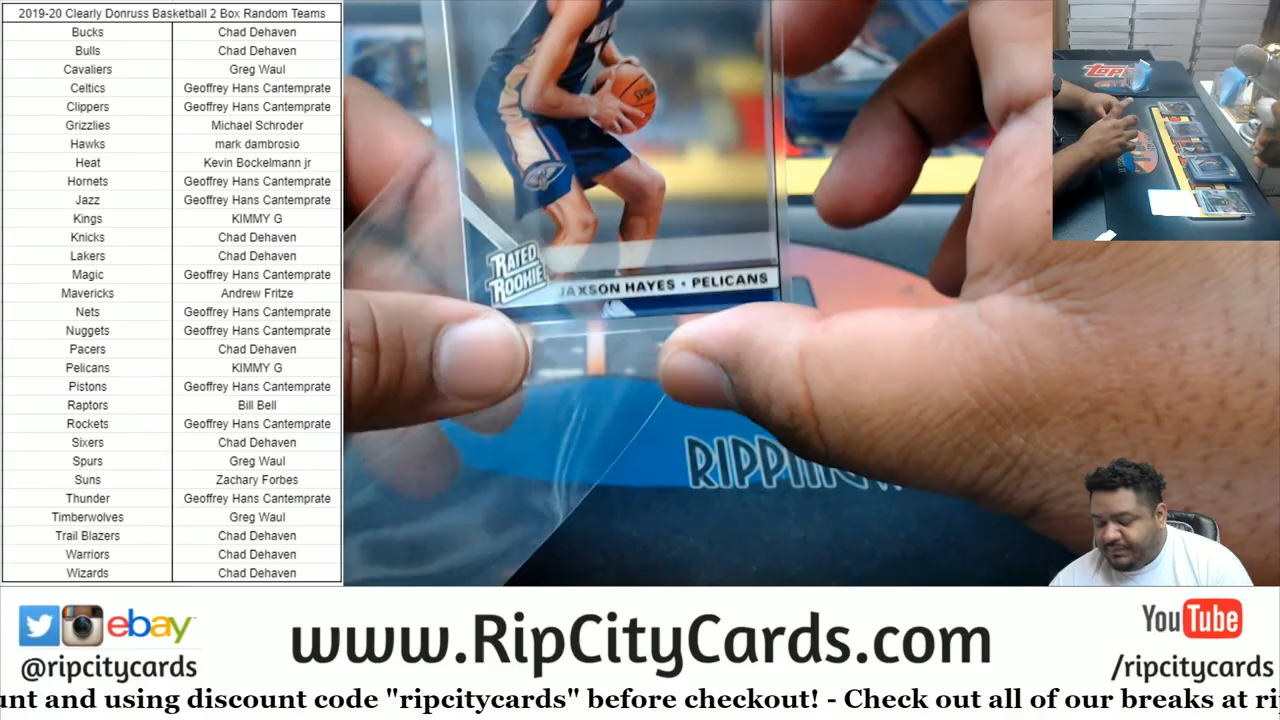 2019-20 Clearly Donruss Basketball 2 Box Random Teams
Bucks Chad Dehaven
Bulls Chad Dehaven
Cavaliers Greg Waul
Celtics Geoffrey Hans Cantemprate
Clippers Geoffrey Hans Cantemprate
Grizzlies Michael Schroder
Hawks mark dambrosio
Heat Kevin Bockelmann jr
Hornets Geoffrey Hans Cantemprate
Jazz Geoffrey Hans Cantemprate
Kings KIMMY G
Knicks Chad Dehaven
Lakers Chad Dehaven
Magic Geoffrey Hans Cantemprate
Mavericks Andrew Fritze
Nets Geoffrey Hans Cantemprate
Nuggets Geoffrey Hans Cantemprate
Pacers Chad Dehaven
Pelicans KIMMY G
Pistons Geoffrey Hans Cantemprate
Raptors Bill Bell
Rockets Geoffrey Hans Cantemprate
Sixers Chad Dehaven
Spurs Greg Waul
Suns Zachary Forbes
Thunder Geoffrey Hans Cantemprate
Timberwolves Greg Waul
Trail Blazers Chad Dehaven
Warriors Chad Dehaven
Wizards Chad Dehaven
RATED
ROOKIE
JAXSON HAYES • PELICANS
Topps
ebay
@ripcitycards
www.RipCityCards.com
YouTube
/ripcitycards
unt and using discount code "ripcitycards" before checkout! - Check out all of our breaks at ri